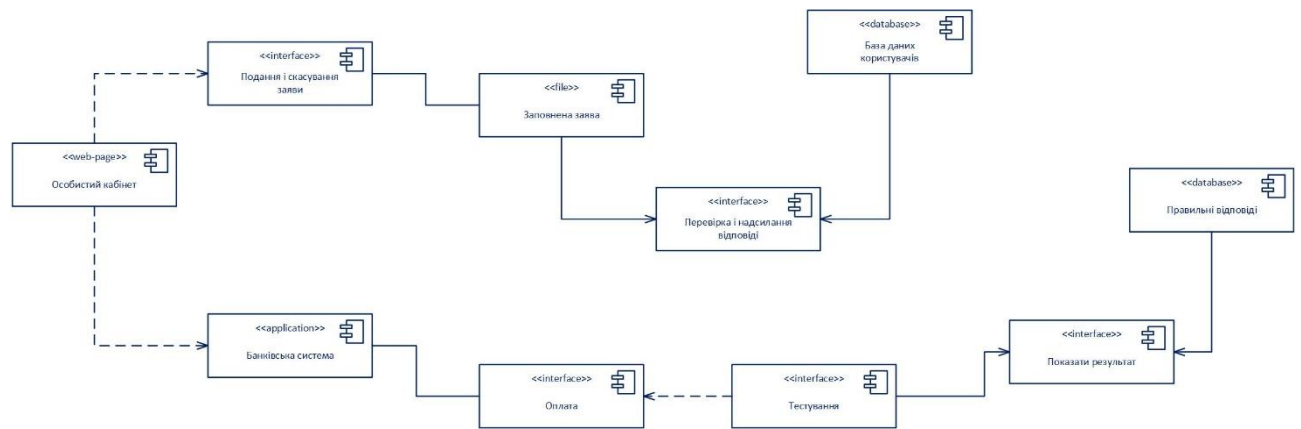 <<database>>
База даних
користувачів
<<interface>>
Подання і скасування
заяви
<<file>>
Заповнена заява
<<web-page>>
Особистий кабінет
<<interface>>
Перевірка і надсилання
відповіді
<<database>>
Правильні відповіді
<<application>>
Банківська система
<<interface>>
Показати результат
<<interface>>
Оплата
<<interface>>
Тестування